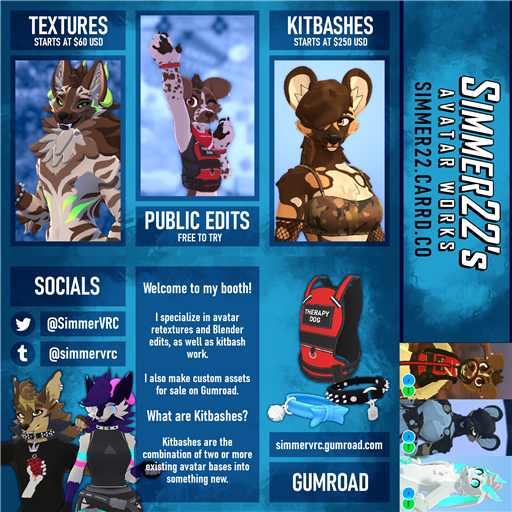 TEXTURES
STARTS AT $60 USD
PUBLIC EDITS
FREE TO TRY
KITBASHES
STARTS AT $250 USD
SIMMER22's
AVATAR WORKS
SIMMER22.CARRD.CO
SOCIALS
@SimmerVRC
@simmervrc
Welcome to my booth!
I specialize in avatar
retextures and Blender
edits, as well as kitbash
work.
I also make custom assets
for sale on Gumroad.
What are Kitbashes?
Kitbashes are the
combination of two or more
existing avatar bases into
something new.
THERAPY
DOG
simmervrc.gumroad.com
GUMROAD